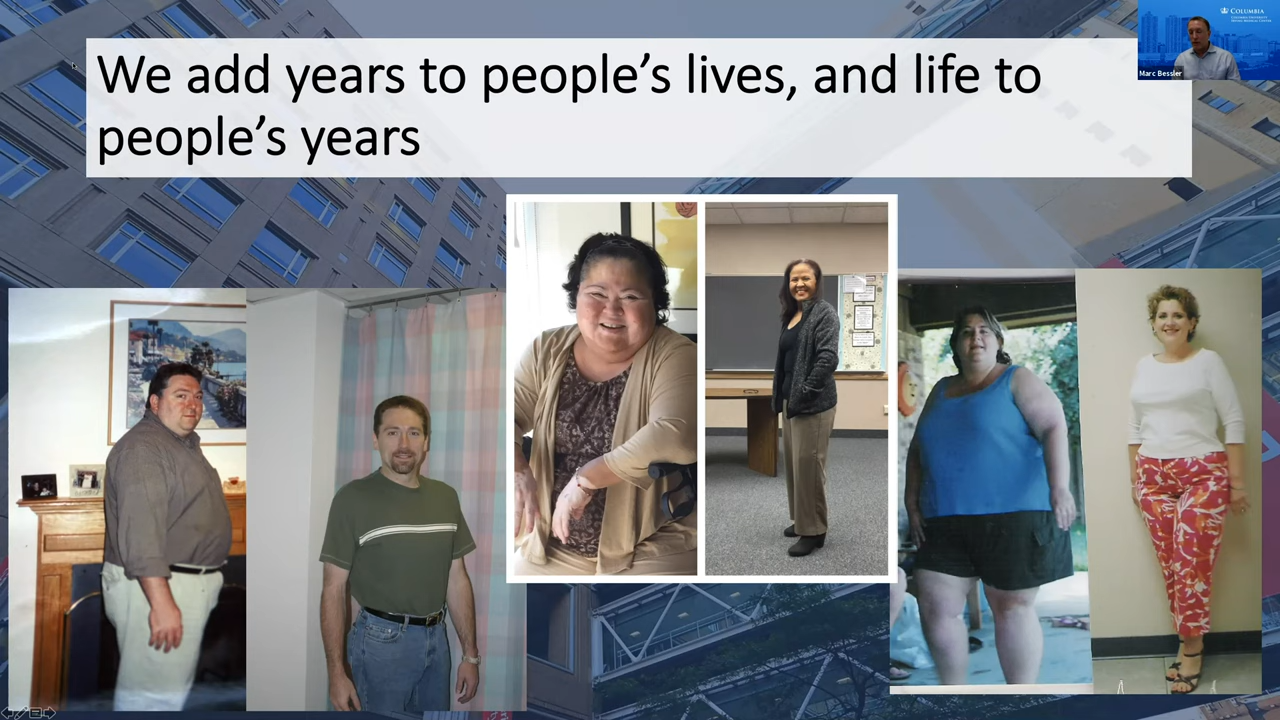 We add years to people's lives, and life to
people's years
COLUMBIA
Marc Bessler